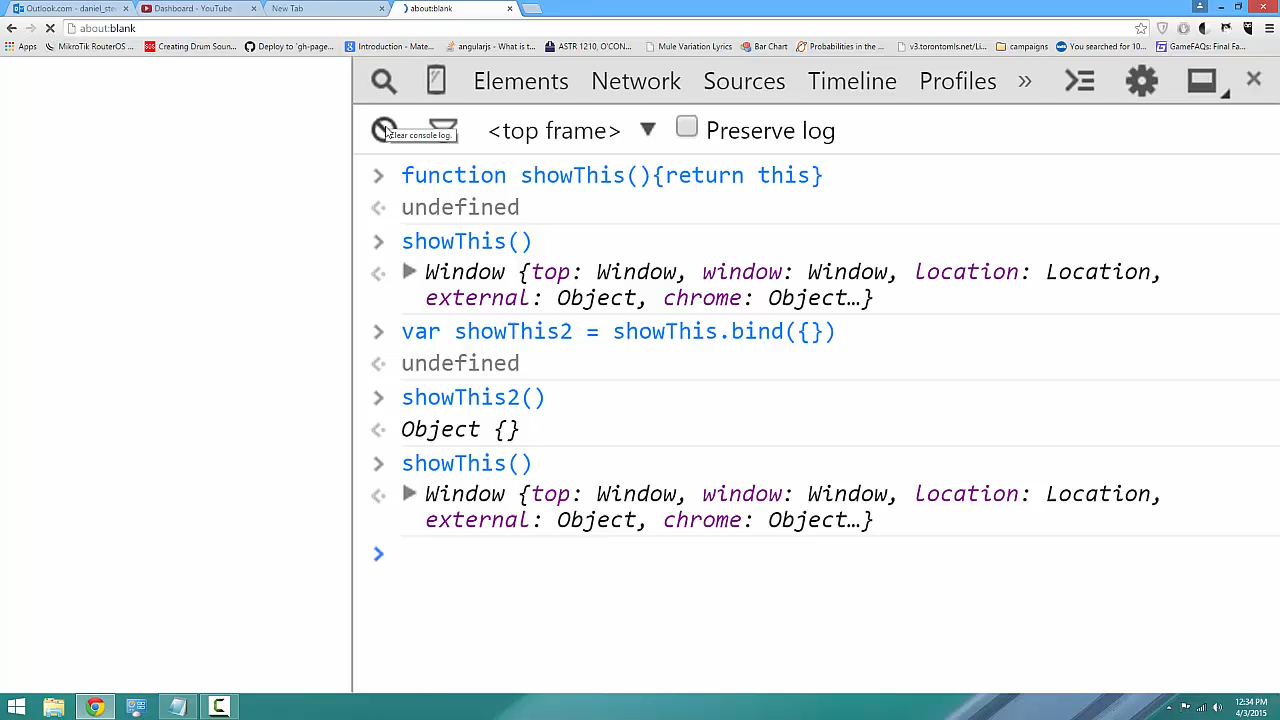 Outlook.com - daniel_ste
Dashboard - YouTube
New Tab
about:blank
about:blank
Apps
MikroTik RouterOS ...
Creating Drum Soun...
Deploy to 'gh-page...
Introduction - Mate...
angularjs - What is t...
ASTR 1210, O'CON...
Mule Variation Lyrics
Bar Chart
Probabilities in the ...
v3.torontomls.net/Li...
campaigns
You searched for 10...
GameFAQs: Final Fa...
Elements Network Sources Timeline Profiles »
Clear console log.
<top frame> ▼ Preserve log
function showThis(){return this}
undefined
showThis()
Window {top: Window, window: Window, location: Location,
external: Object, chrome: Object…}
var showThis2 = showThis.bind({})
undefined
showThis2()
Object {}
showThis()
Window {top: Window, window: Window, location: Location,
external: Object, chrome: Object…}
12:34 PM
4/3/2015